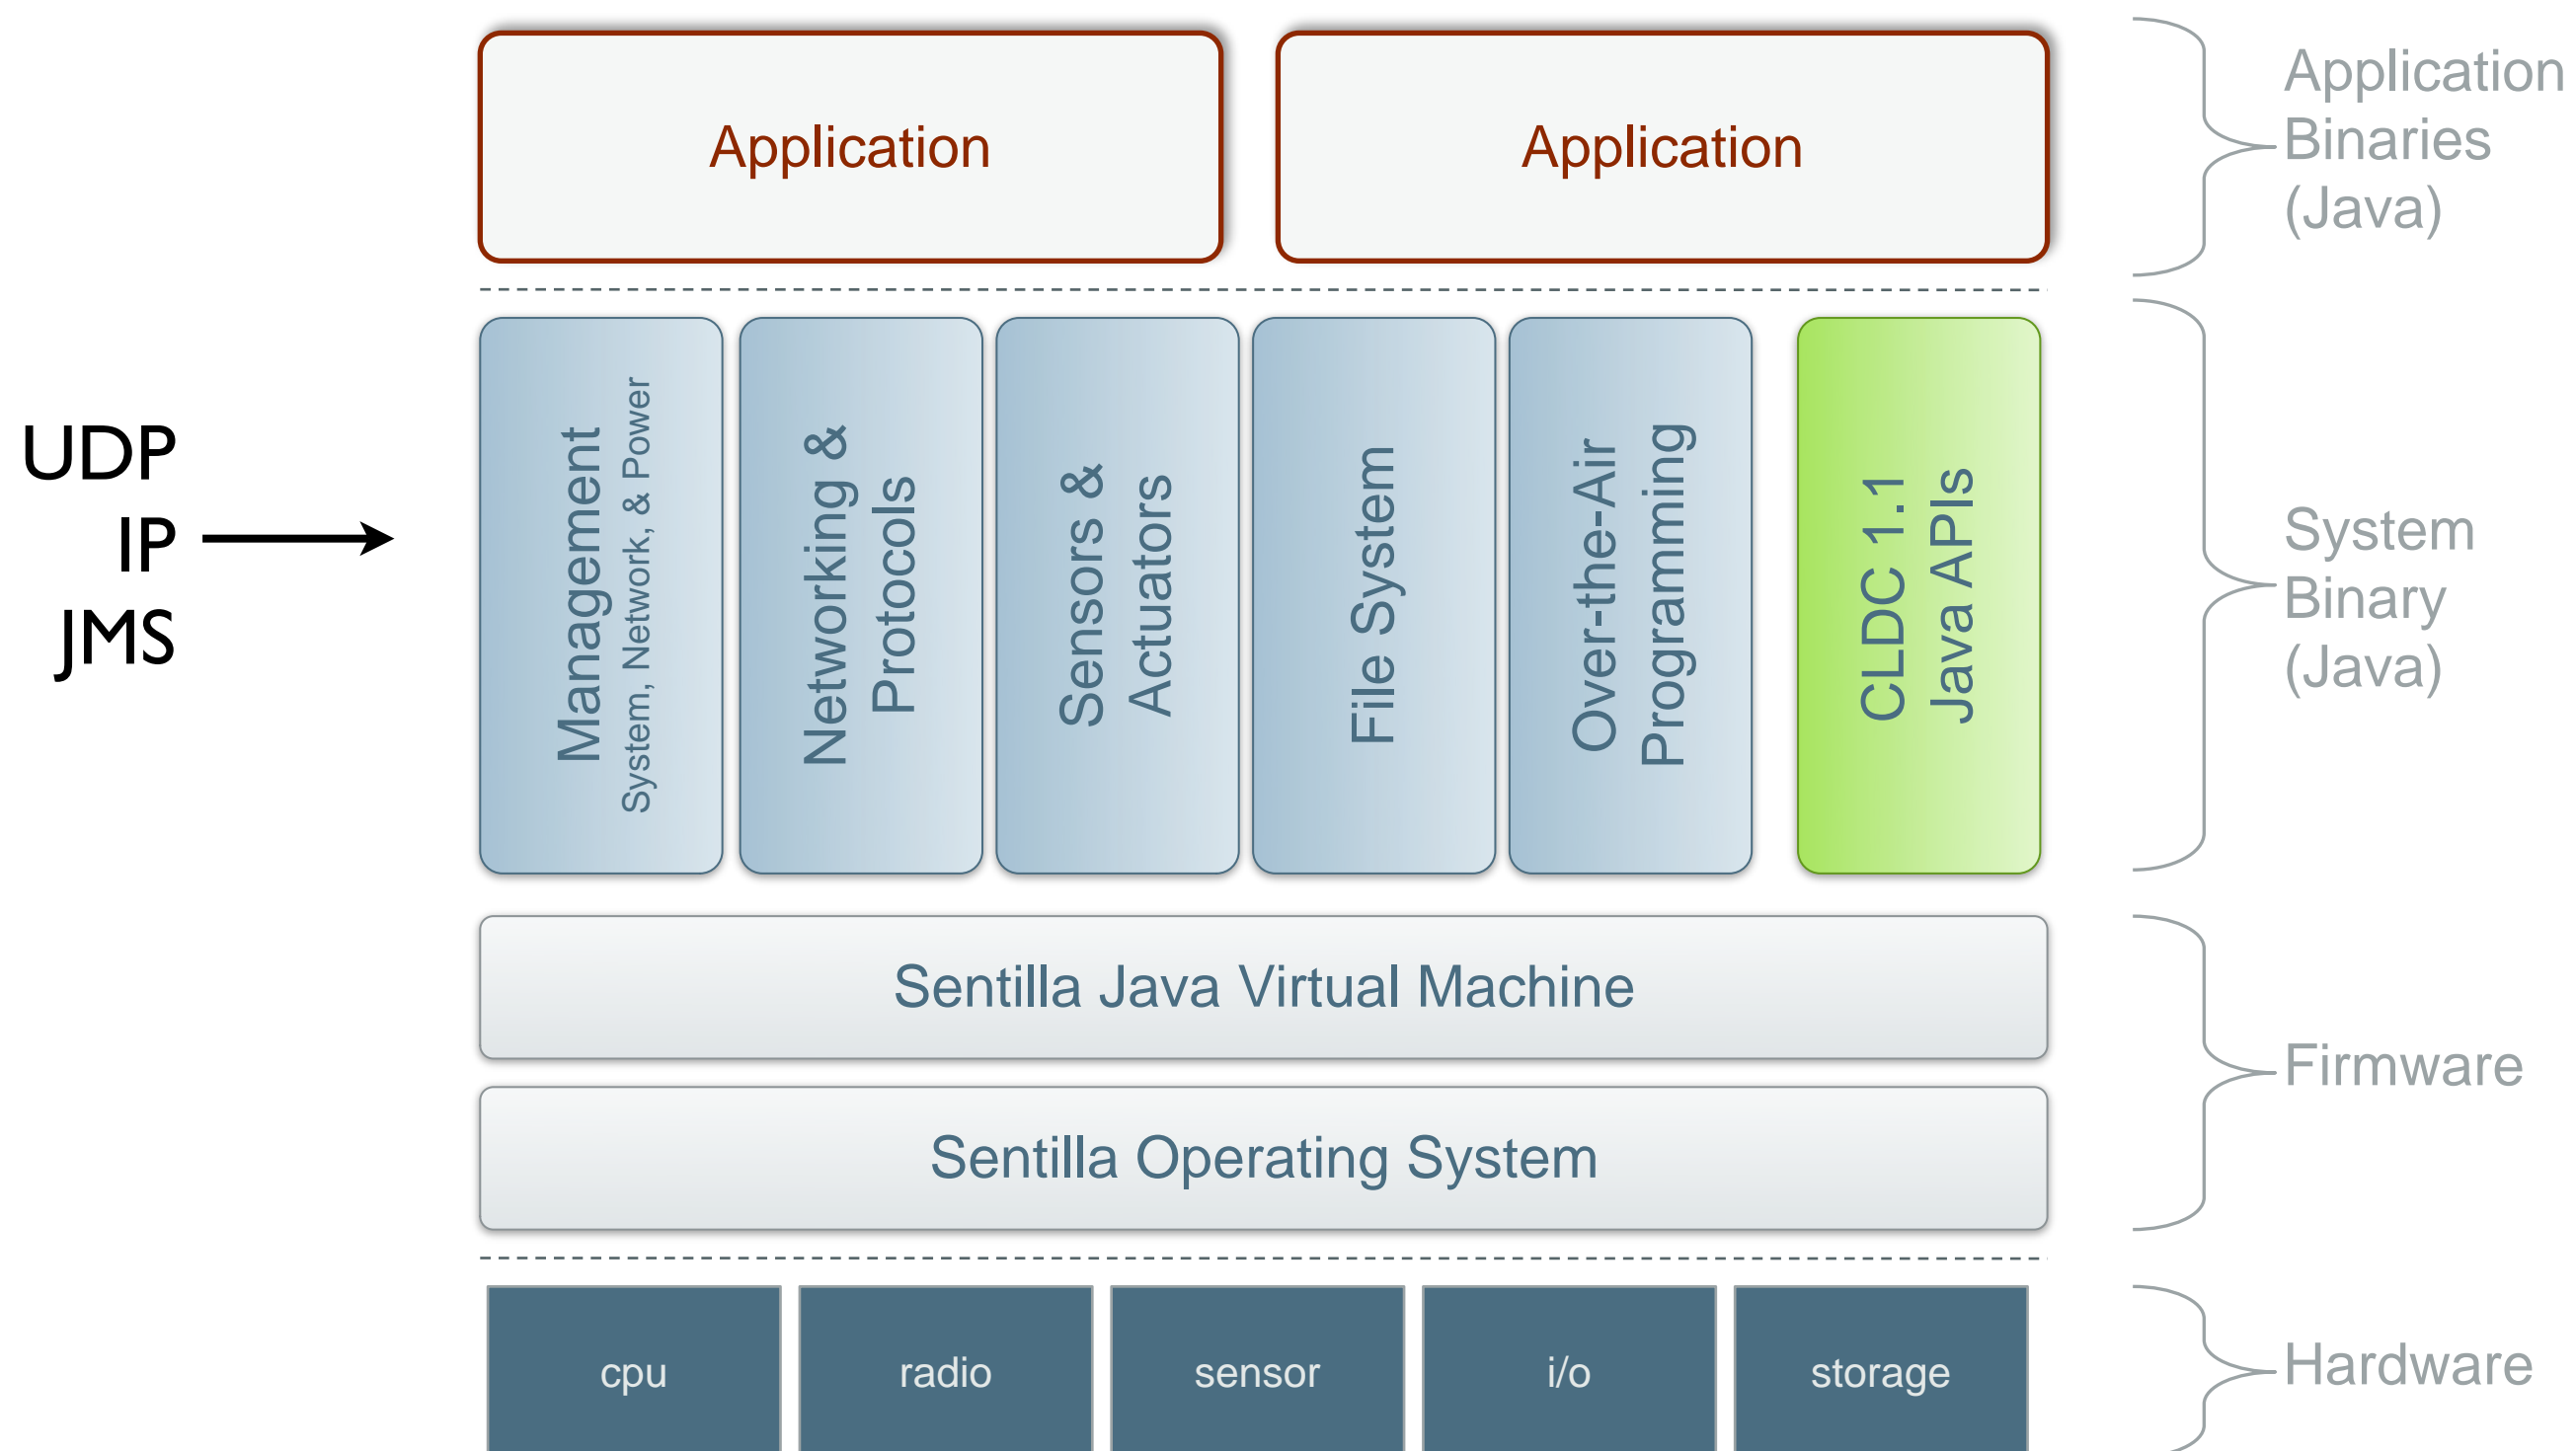 Application
Application
Application
Binaries
(Java)
UDP
IP
JMS
Management
System, Network, & Power
Networking &
Protocols
Sensors &
Actuators
File System
Over-the-Air
Programming
CLDC 1.1
Java APIs
System
Binary
(Java)
Sentilla Java Virtual Machine
Sentilla Operating System
Firmware
cpu
radio
sensor
i/o
storage
Hardware